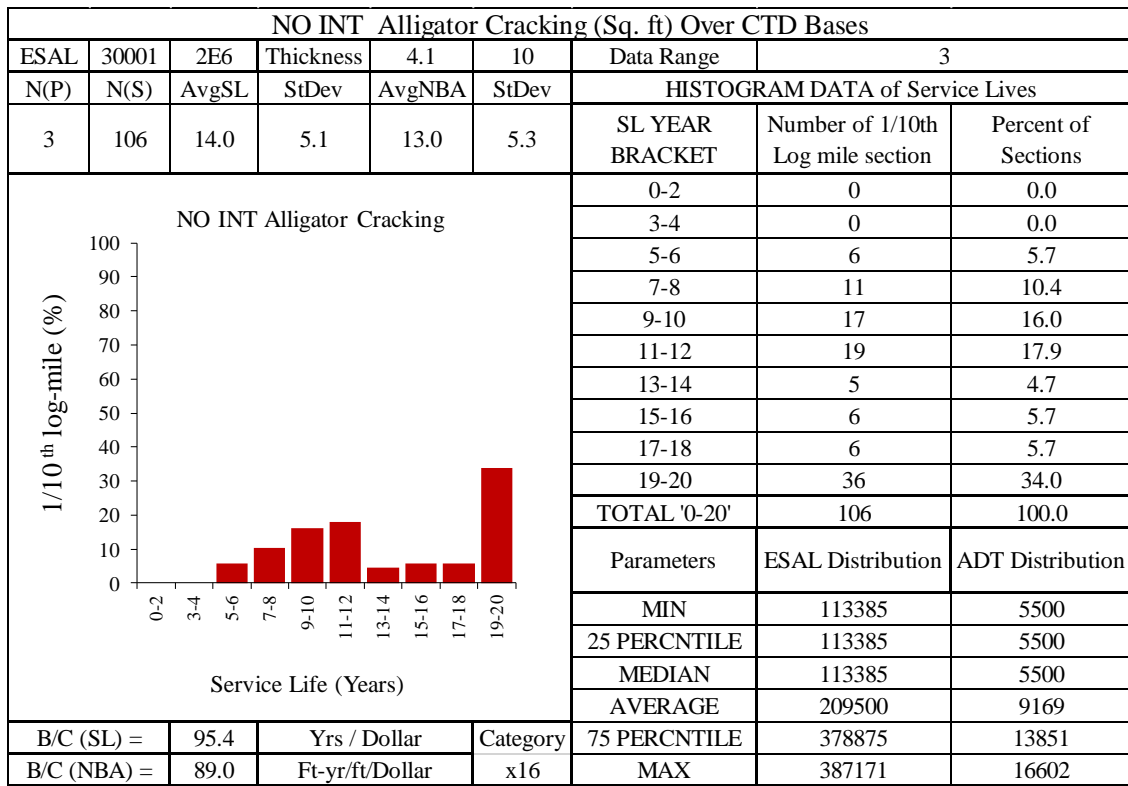 NO INT Alligator Cracking (Sq. ft) Over CTD Bases
ESAL 30001 2E6 Thickness 4.1 10 Data Range 3
N(P) N(S) AvgSL StDev AvgNBA StDev HISTOGRAM DATA of Service Lives
3 106 14.0 5.1 13.0 5.3
SL YEAR BRACKET Number of 1/10th Log mile section Percent of Sections
0-2 0 0.0
3-4 0 0.0
5-6 6 5.7
7-8 11 10.4
9-10 17 16.0
11-12 19 17.9
13-14 5 4.7
15-16 6 5.7
17-18 6 5.7
19-20 36 34.0
TOTAL '0-20' 106 100.0
Parameters ESAL Distribution ADT Distribution
MIN 113385 5500
25 PERCNTILE 113385 5500
MEDIAN 113385 5500
AVERAGE 209500 9169
75 PERCNTILE 378875 13851
MAX 387171 16602
NO INT Alligator Cracking
1/10 th log-mile (%)
100
90
80
70
60
50
40
30
20
10
0
0-2 3-4 5-6 7-8 9-10 11-12 13-14 15-16 17-18 19-20
Service Life (Years)
B/C (SL) = 95.4 Yrs / Dollar Category
B/C (NBA) = 89.0 Ft-yr/ft/Dollar x16